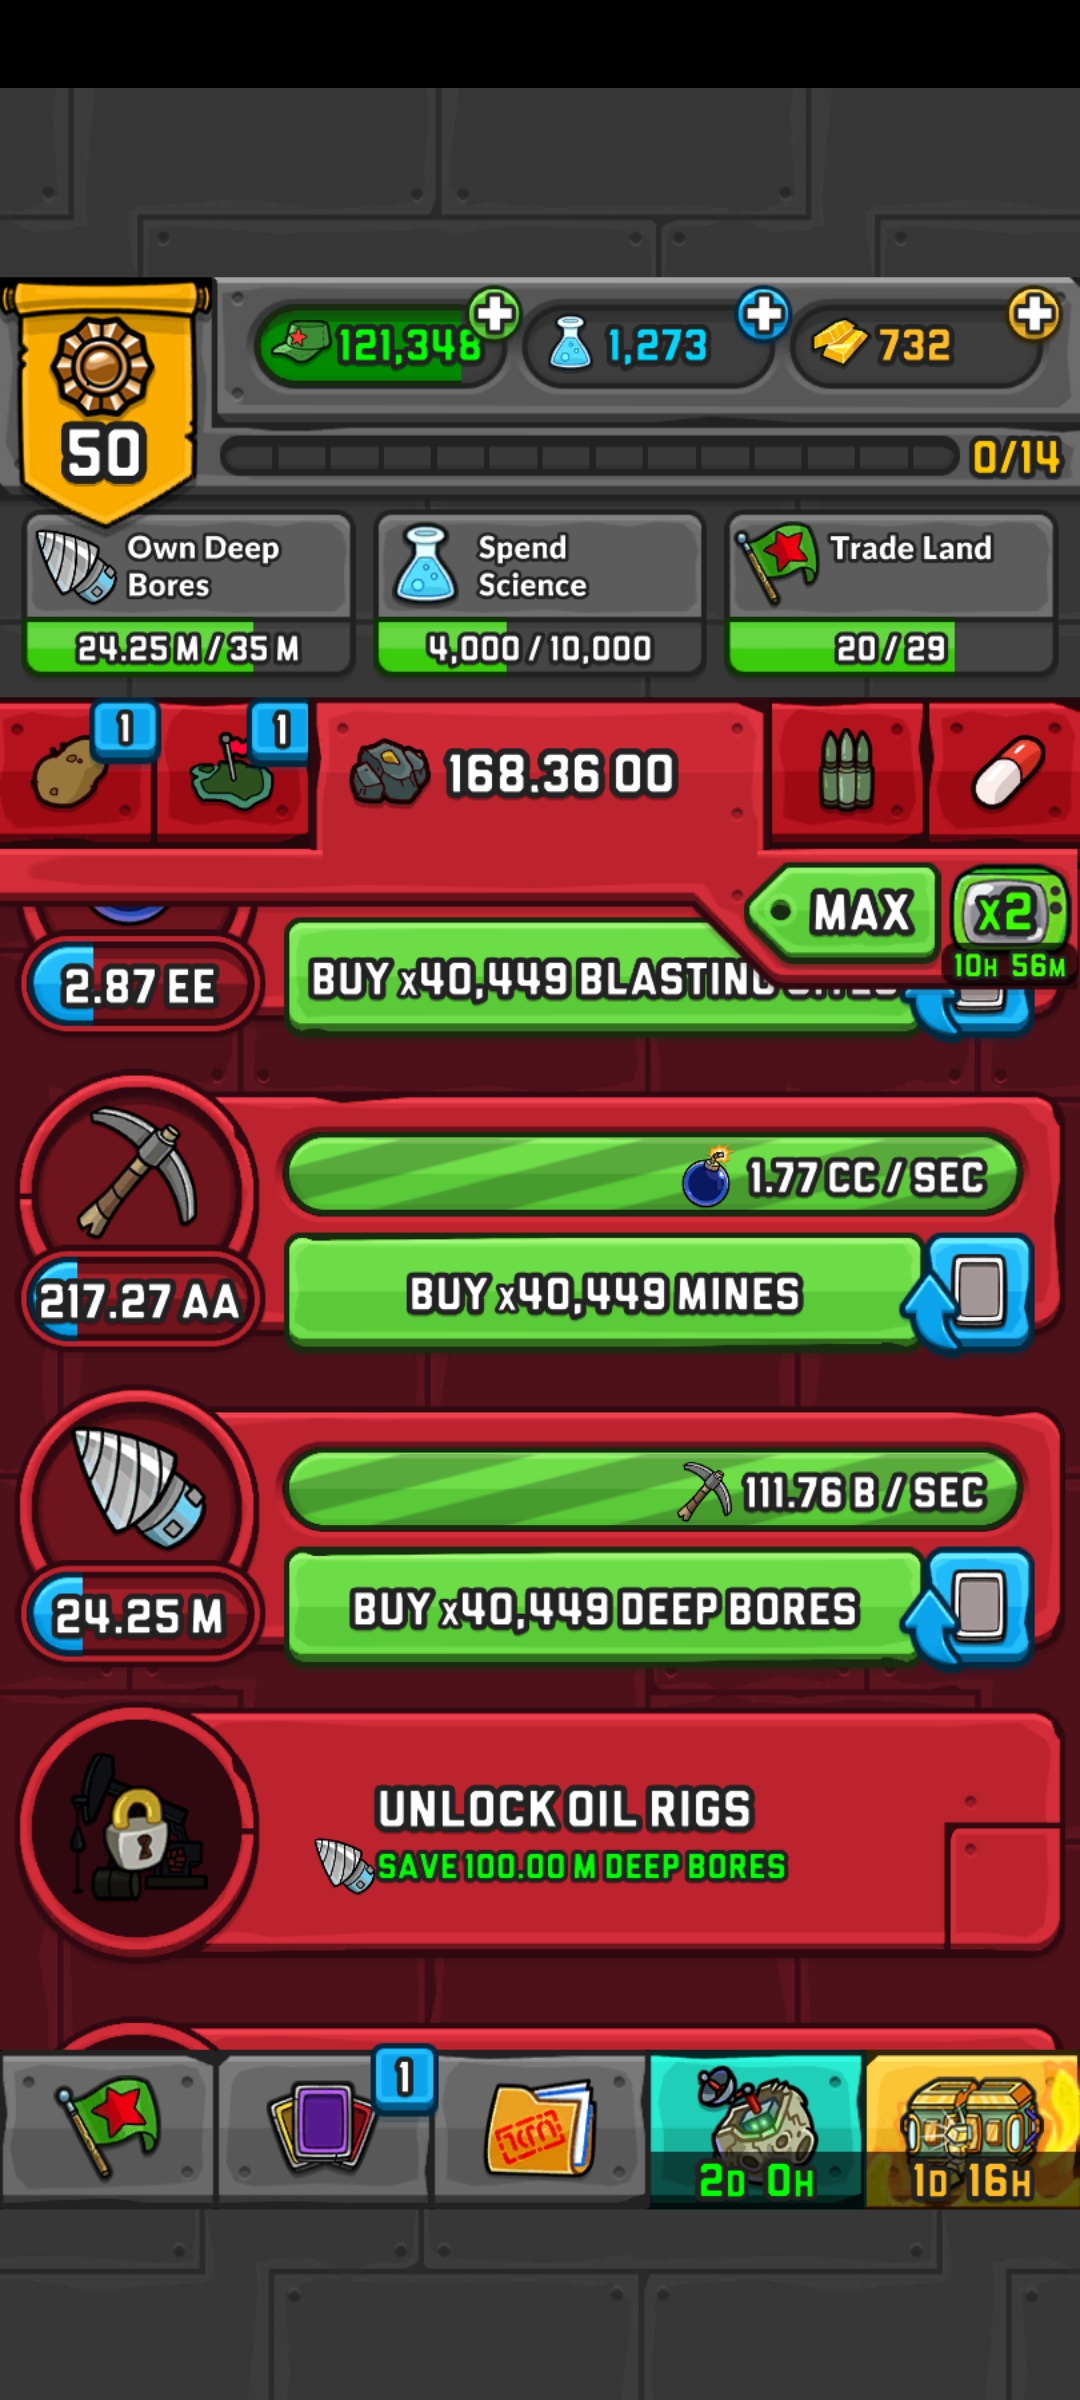 121,348
1,273
732
50
0/14
Own Deep
Bores
24.25 M / 35 M
Spend
Science
4,000 / 10,000
Trade Land
20 / 29
1
1
168.36 OO
MAX
x2
10H 56M
2.87 EE
BUY x40,449 BLASTING
1.77 CC / SEC
217.27 AA
BUY x40,449 MINES
111.76 B / SEC
24.25 M
BUY x40,449 DEEP BORES
UNLOCK OIL RIGS
SAVE 100.00 M DEEP BORES
1
2D 0H
1D 16H